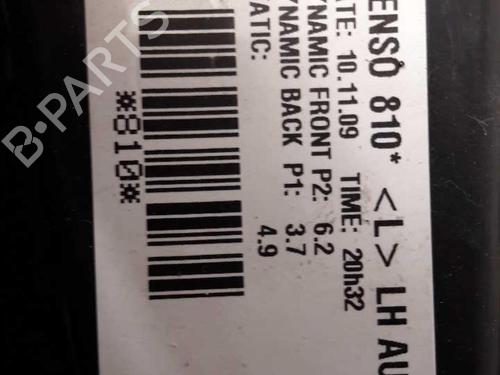 ENSO 810* <L> LH AU
ATE: 10.11.09 TIME: 20h32
YNAMIC FRONT P2: 6.2
YNAMIC BACK P1: 3.7
TATIC: 4.9
*810*
B-PARTS